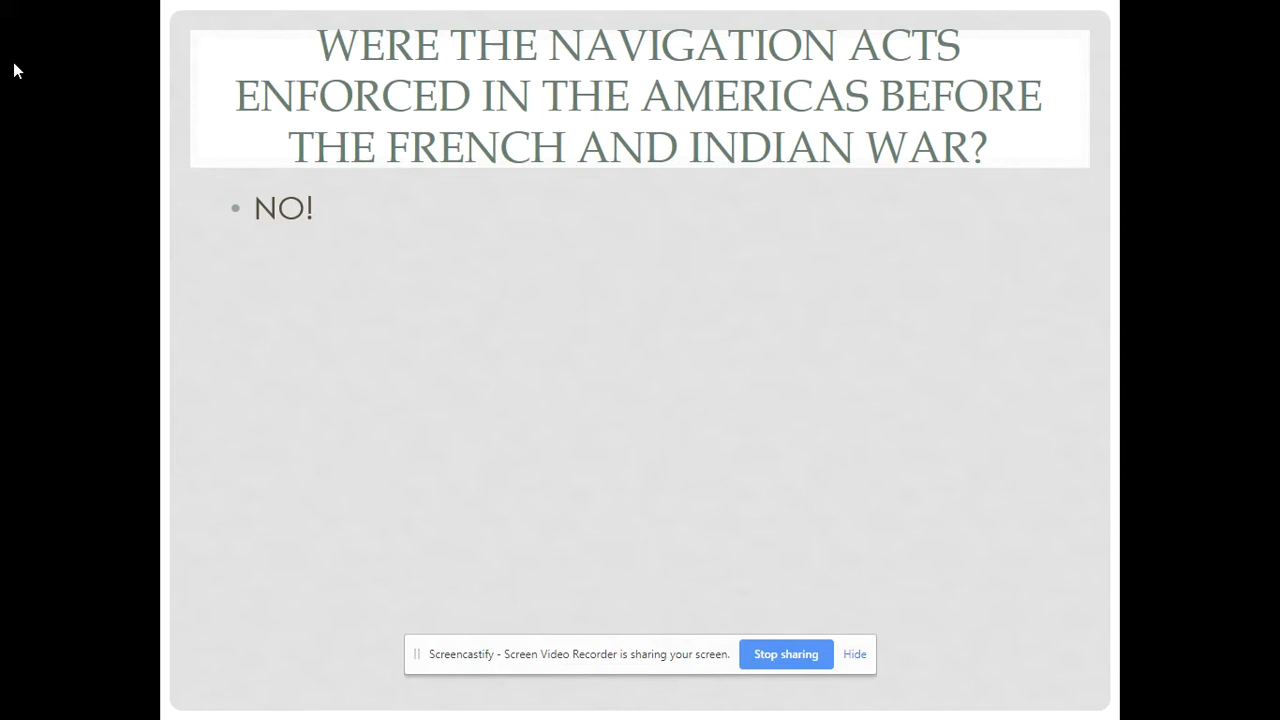 WERE THE NAVIGATION ACTS
ENFORCED IN THE AMERICAS BEFORE
THE FRENCH AND INDIAN WAR?
• NO!
Screencastify - Screen Video Recorder is sharing your screen. Stop sharing Hide